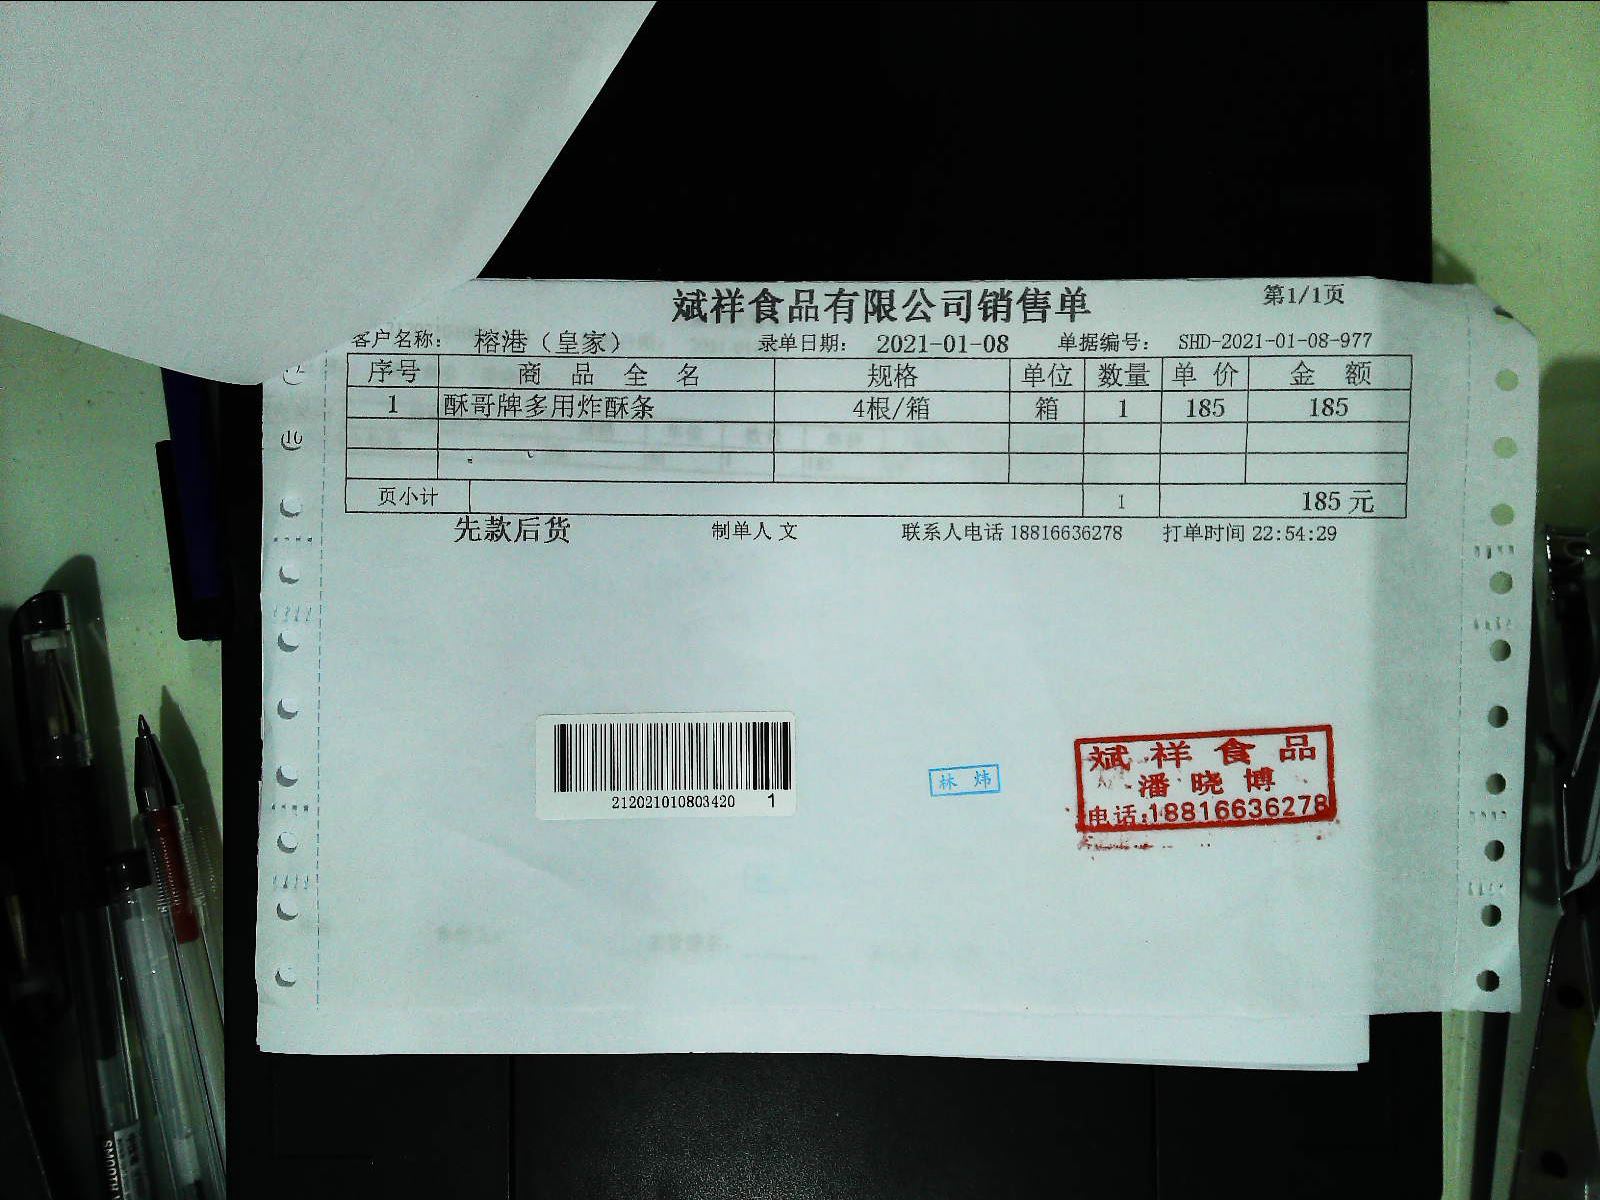 斌祥食品有限公司销售单 第1/1页
客户名称： 榕港（皇家） 录单日期： 2021-01-08 单据编号： SHD-2021-01-08-977
序号 商品全名 规格 单位 数量 单价 金额
1 酥哥牌多用炸酥条 4根/箱 箱 1 185 185
页小计 1 185 元
先款后货 制单人 文 联系人电话 18816636278 打单时间 22:54:29
212021010803420 1
林炜
斌祥食品
潘晓博
电话:18816636278